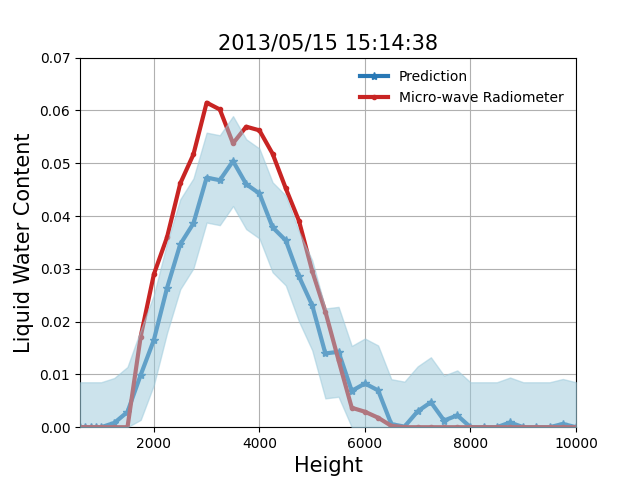 2013/05/15 15:14:38
Prediction
Micro-wave Radiometer
Liquid Water Content
0.07
0.06
0.05
0.04
0.03
0.02
0.01
0.00
2000 4000 6000 8000 10000
Height